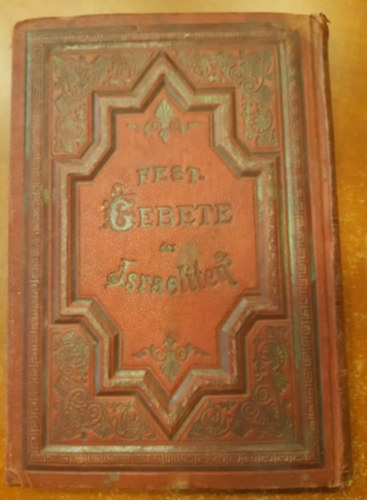 FEST-
GEBETE
der
Israeliten